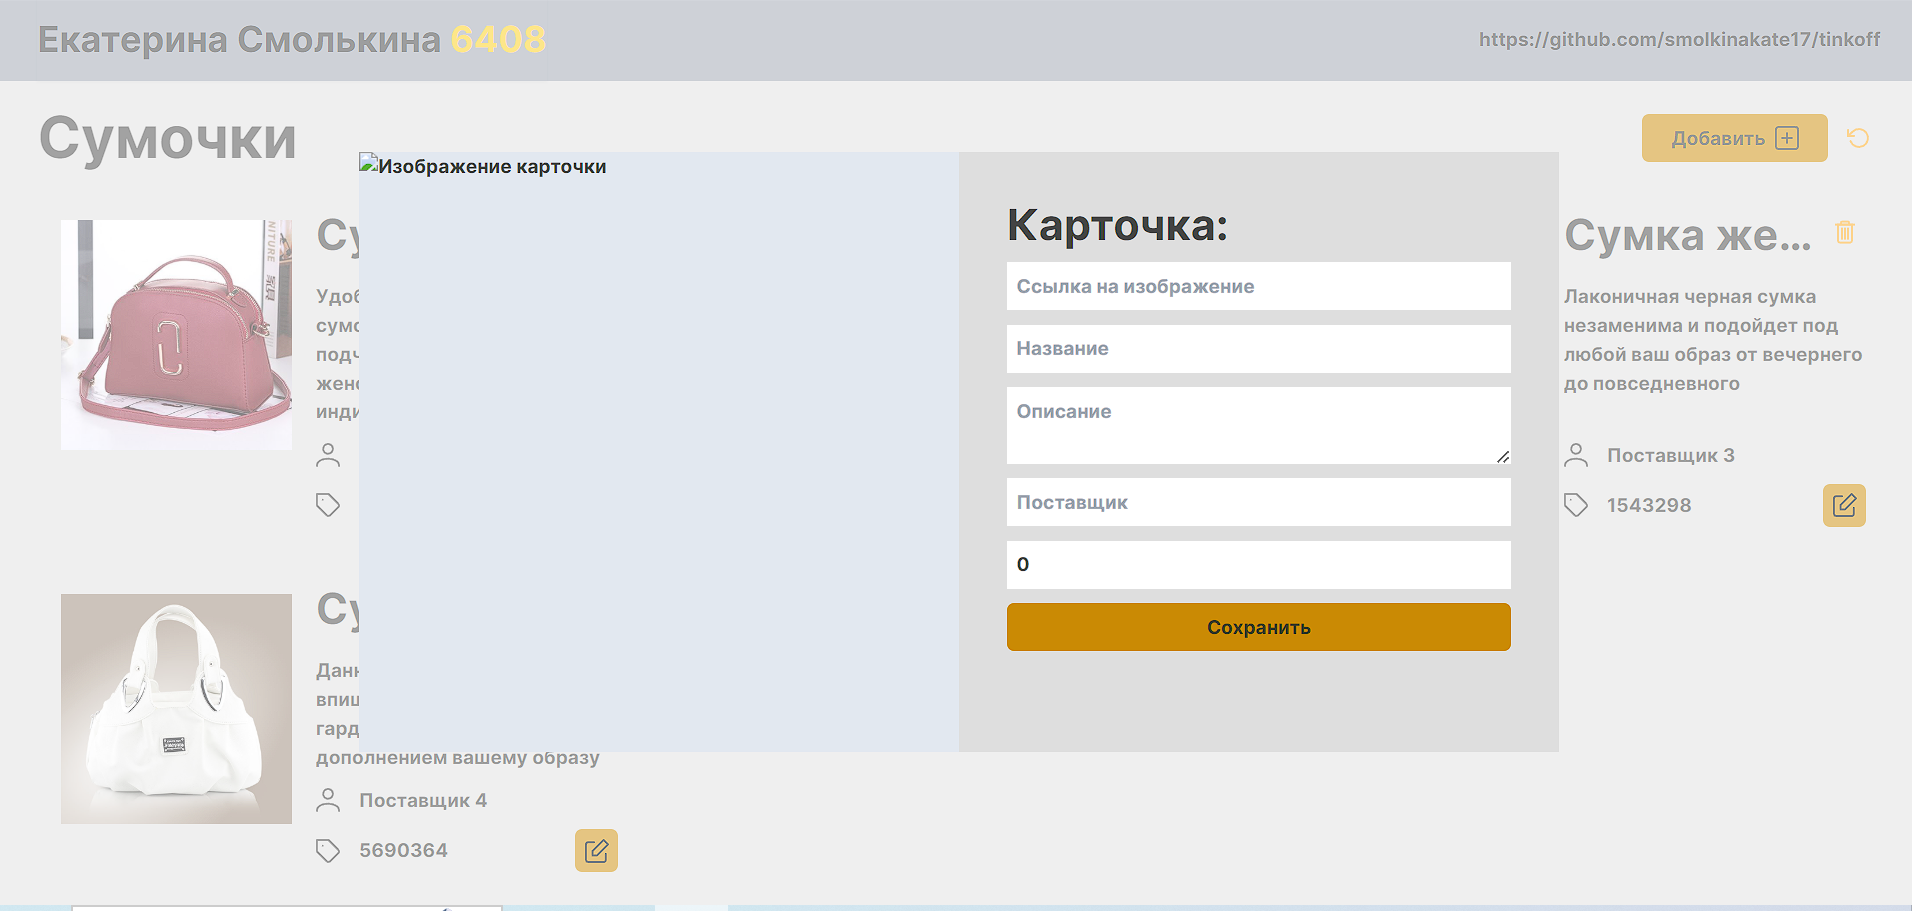 Екатерина Смолькина 6408
https://github.com/smolkinakate17/tinkoff
Сумочки
Добавить
Изображение карточки
Карточка:
Ссылка на изображение
Название
Описание
Поставщик
0
Сохранить
Су
Удоб
сумо
подч
женс
инди
Сумка же...
Лаконичная черная сумка
незаменима и подойдет под
любой ваш образ от вечернего
до повседневного
Поставщик 3
1543298
Су
Данн
впиш
гард
дополнением вашему образу
Поставщик 4
5690364